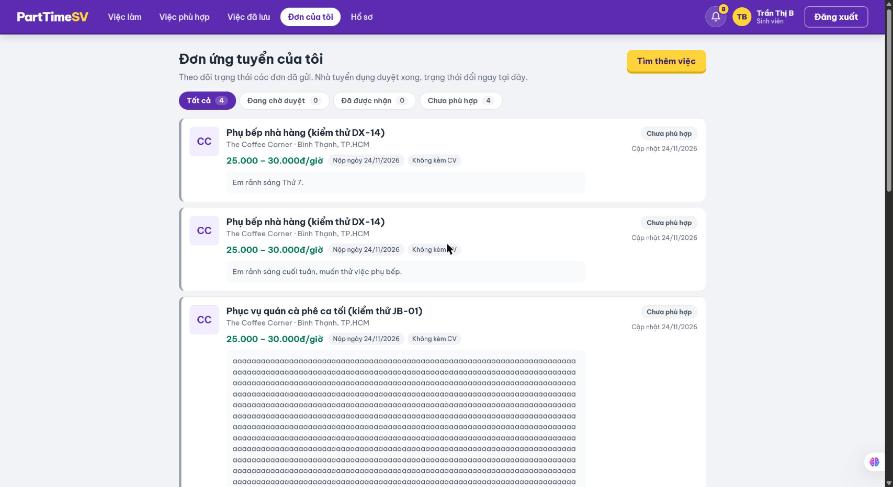 PartTimeSV
Việc làm
Việc phù hợp
Việc đã lưu
Đơn của tôi
Hồ sơ
8
TB
Trần Thị B
Sinh viên
Đăng xuất
Đơn ứng tuyển của tôi
Theo dõi trạng thái các đơn đã gửi. Nhà tuyển dụng duyệt xong, trạng thái đổi ngay tại đây.
Tìm thêm việc
Tất cả 4
Đang chờ duyệt 0
Đã được nhận 0
Chưa phù hợp 4
CC
Phụ bếp nhà hàng (kiểm thử DX-14)
The Coffee Corner · Bình Thạnh, TP.HCM
25.000 – 30.000đ/giờ Nộp ngày 24/11/2026 Không kèm CV
Em rảnh sáng Thứ 7.
Chưa phù hợp
Cập nhật 24/11/2026
CC
Phụ bếp nhà hàng (kiểm thử DX-14)
The Coffee Corner · Bình Thạnh, TP.HCM
25.000 – 30.000đ/giờ Nộp ngày 24/11/2026 Không kèm
Em rảnh sáng cuối tuần, muốn thử việc phụ bếp.
Chưa phù hợp
Cập nhật 24/11/2026
CC
Phục vụ quán cà phê ca tối (kiểm thử JB-01)
The Coffee Corner · Bình Thạnh, TP.HCM
25.000 – 30.000đ/giờ Nộp ngày 24/11/2026 Không kèm CV
Chưa phù hợp
Cập nhật 24/11/2026